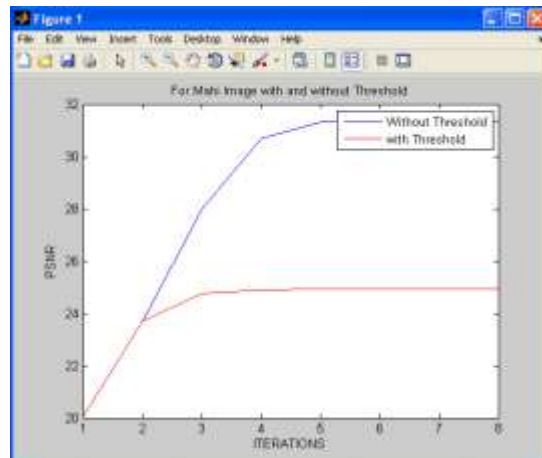 Figure 1
File Edit View Insert Tools Desktop Window Help
For Mahi Image with and without Threshold
32
30
28
26
24
22
20
PSNR
Without Threshold
with Threshold
1 2 3 4 5 6 7 8
ITERATIONS